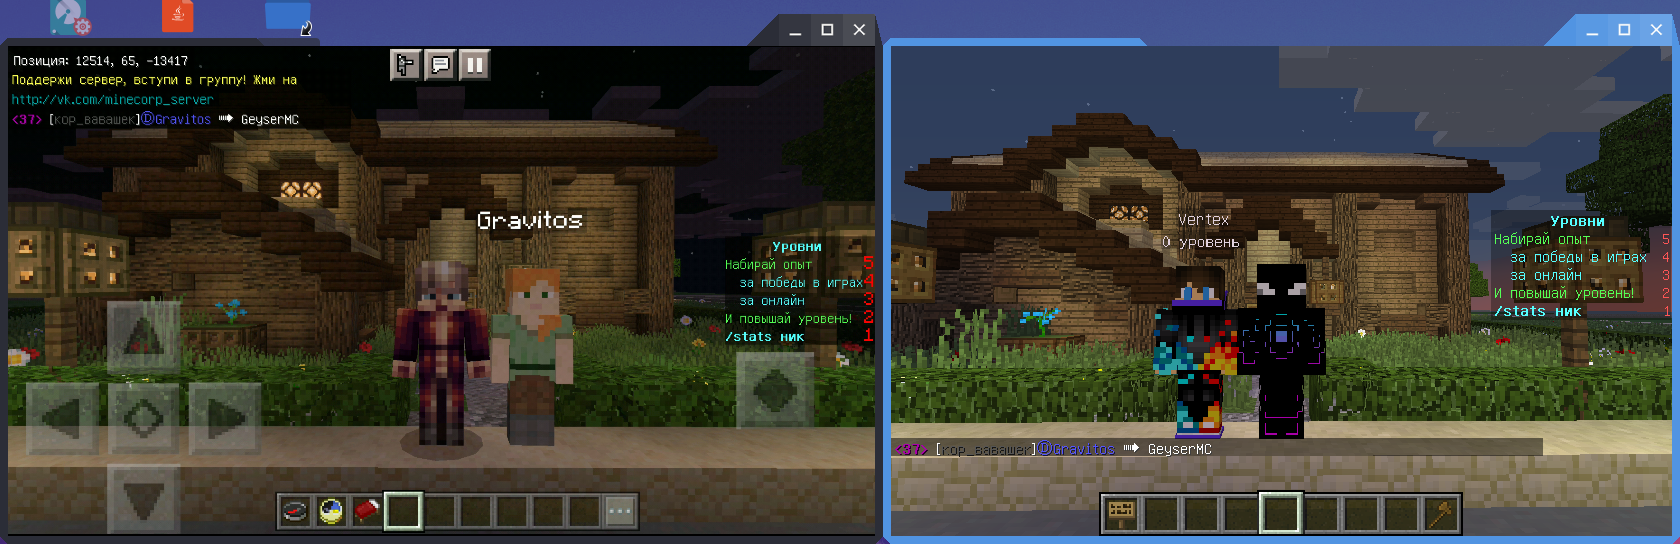 Позиция: 12514, 65, -13417
Поддержи сервер, вступи в группу! Жми на
http://vk.com/minecorp_server
<37> [кор_вавашек]ⒹGravitos ➠ GeyserMC
Gravitos
Уровни
Набирай опыт 5
за победы в играх 4
за онлайн 3
И повышай уровень! 2
/stats ник 1
Vertex
0 уровень
Уровни
Набирай опыт 5
за победы в играх 4
за онлайн 3
И повышай уровень! 2
/stats ник 1
<37> [кор_вавашек]ⒹGravitos ➠ GeyserMC